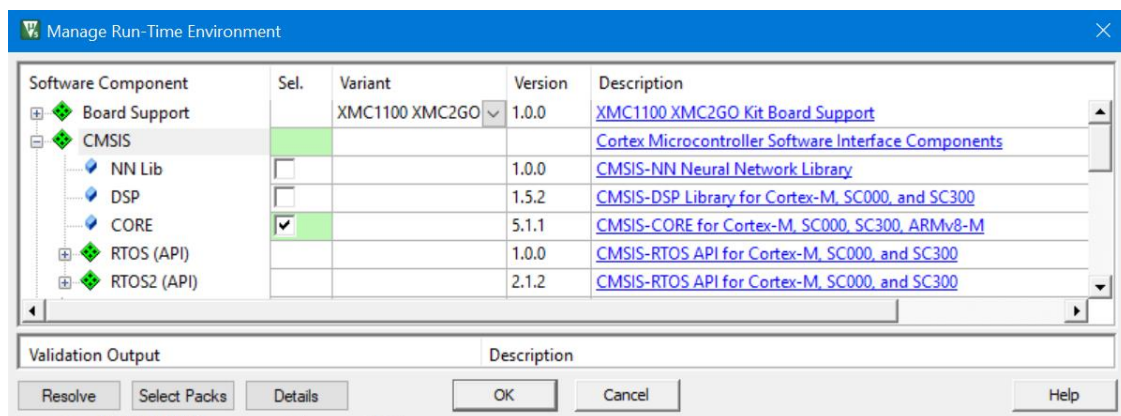 Manage Run-Time Environment
Software Component Sel. Variant Version Description
Board Support XMC1100 XMC2GO 1.0.0 XMC1100 XMC2GO Kit Board Support
CMSIS Cortex Microcontroller Software Interface Components
NN Lib 1.0.0 CMSIS-NN Neural Network Library
DSP 1.5.2 CMSIS-DSP Library for Cortex-M, SC000, and SC300
CORE 5.1.1 CMSIS-CORE for Cortex-M, SC000, SC300, ARMv8-M
RTOS (API) 1.0.0 CMSIS-RTOS API for Cortex-M, SC000, and SC300
RTOS2 (API) 2.1.2 CMSIS-RTOS API for Cortex-M, SC000, and SC300
Validation Output Description
Resolve Select Packs Details OK Cancel Help